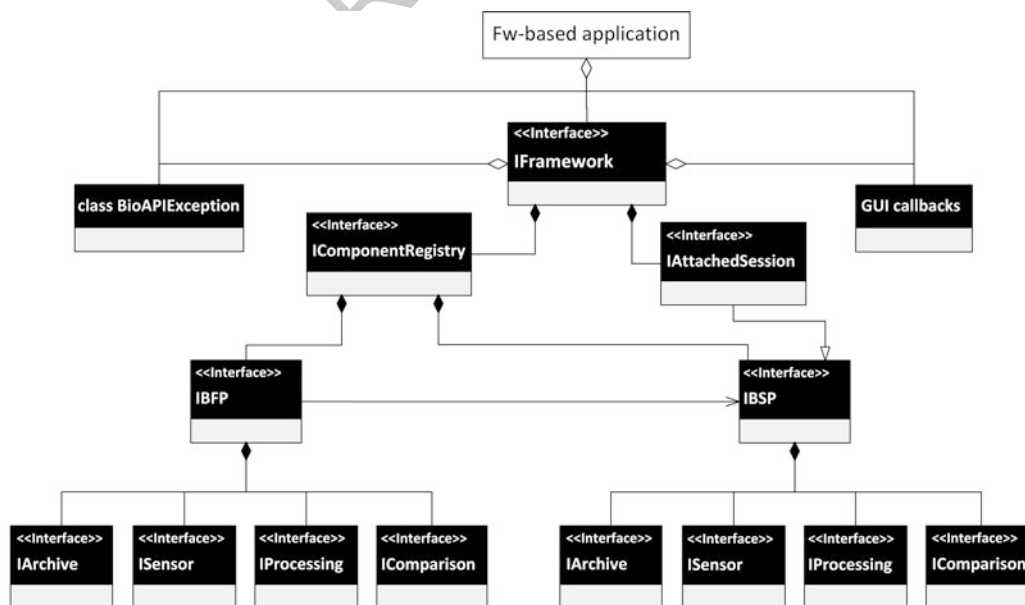 Fw-based application
<<Interface>>
IFramework
class BioAPIException
GUI callbacks
<<Interface>>
IComponentRegistry
<<Interface>>
IAttachedSession
<<Interface>>
IBFP
<<Interface>>
IBSP
<<Interface>>
IArchive
<<Interface>>
ISensor
<<Interface>>
IProcessing
<<Interface>>
IComparison
<<Interface>>
IArchive
<<Interface>>
ISensor
<<Interface>>
IProcessing
<<Interface>>
IComparison